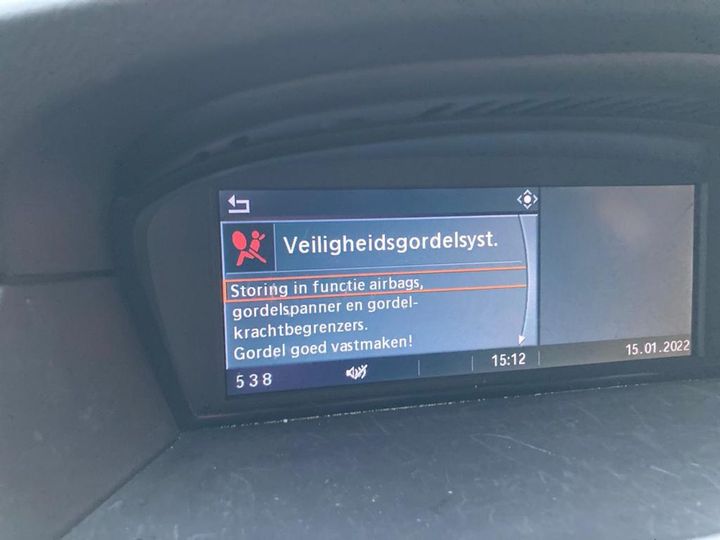 Veiligheidsgordelsyst.
Storing in functie airbags,
gordelspanner en gordel-
krachtbegrenzers.
Gordel goed vastmaken!
538 15:12 15.01.2022